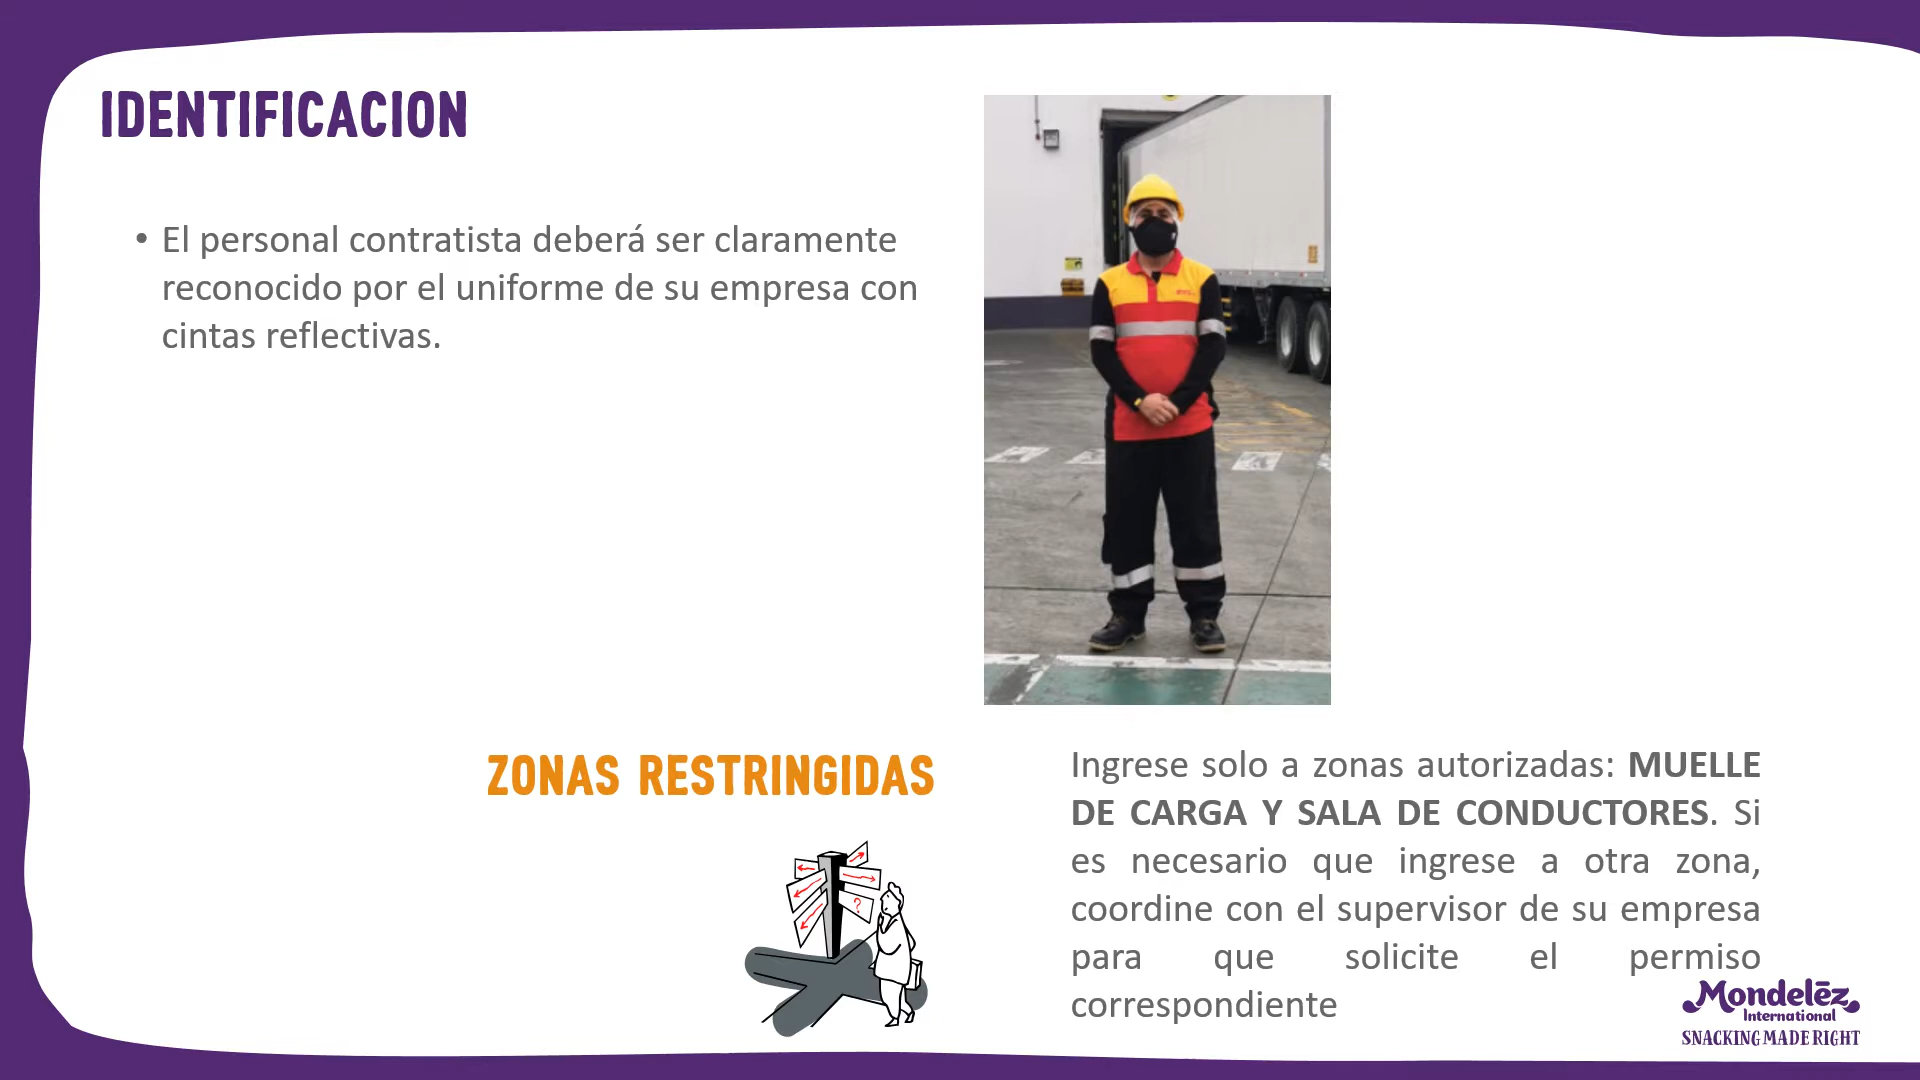 IDENTIFICACION
• El personal contratista deberá ser claramente
reconocido por el uniforme de su empresa con
cintas reflectivas.
ZONAS RESTRINGIDAS
?
Ingrese solo a zonas autorizadas: MUELLE
DE CARGA Y SALA DE CONDUCTORES. Si
es necesario que ingrese a otra zona,
coordine con el supervisor de su empresa
para que solicite el permiso
correspondiente
Mondelēz
International
SNACKING MADE RIGHT